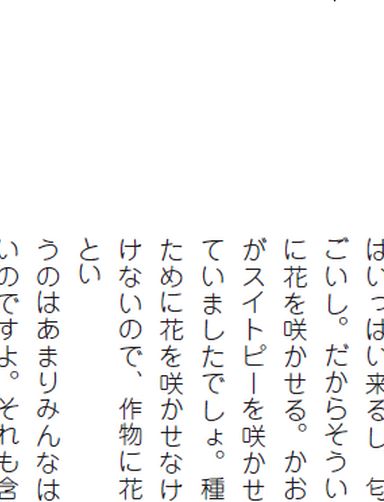 はいっぱい来るし
ごいし。だからそうい
に花を咲かせる。かお
がスイトピーを咲かせ
ていましたでしょ。種
ために花を咲かせなけ
けないので、作物に花
とい
うのはあまりみんなは
いのですよ。それも含